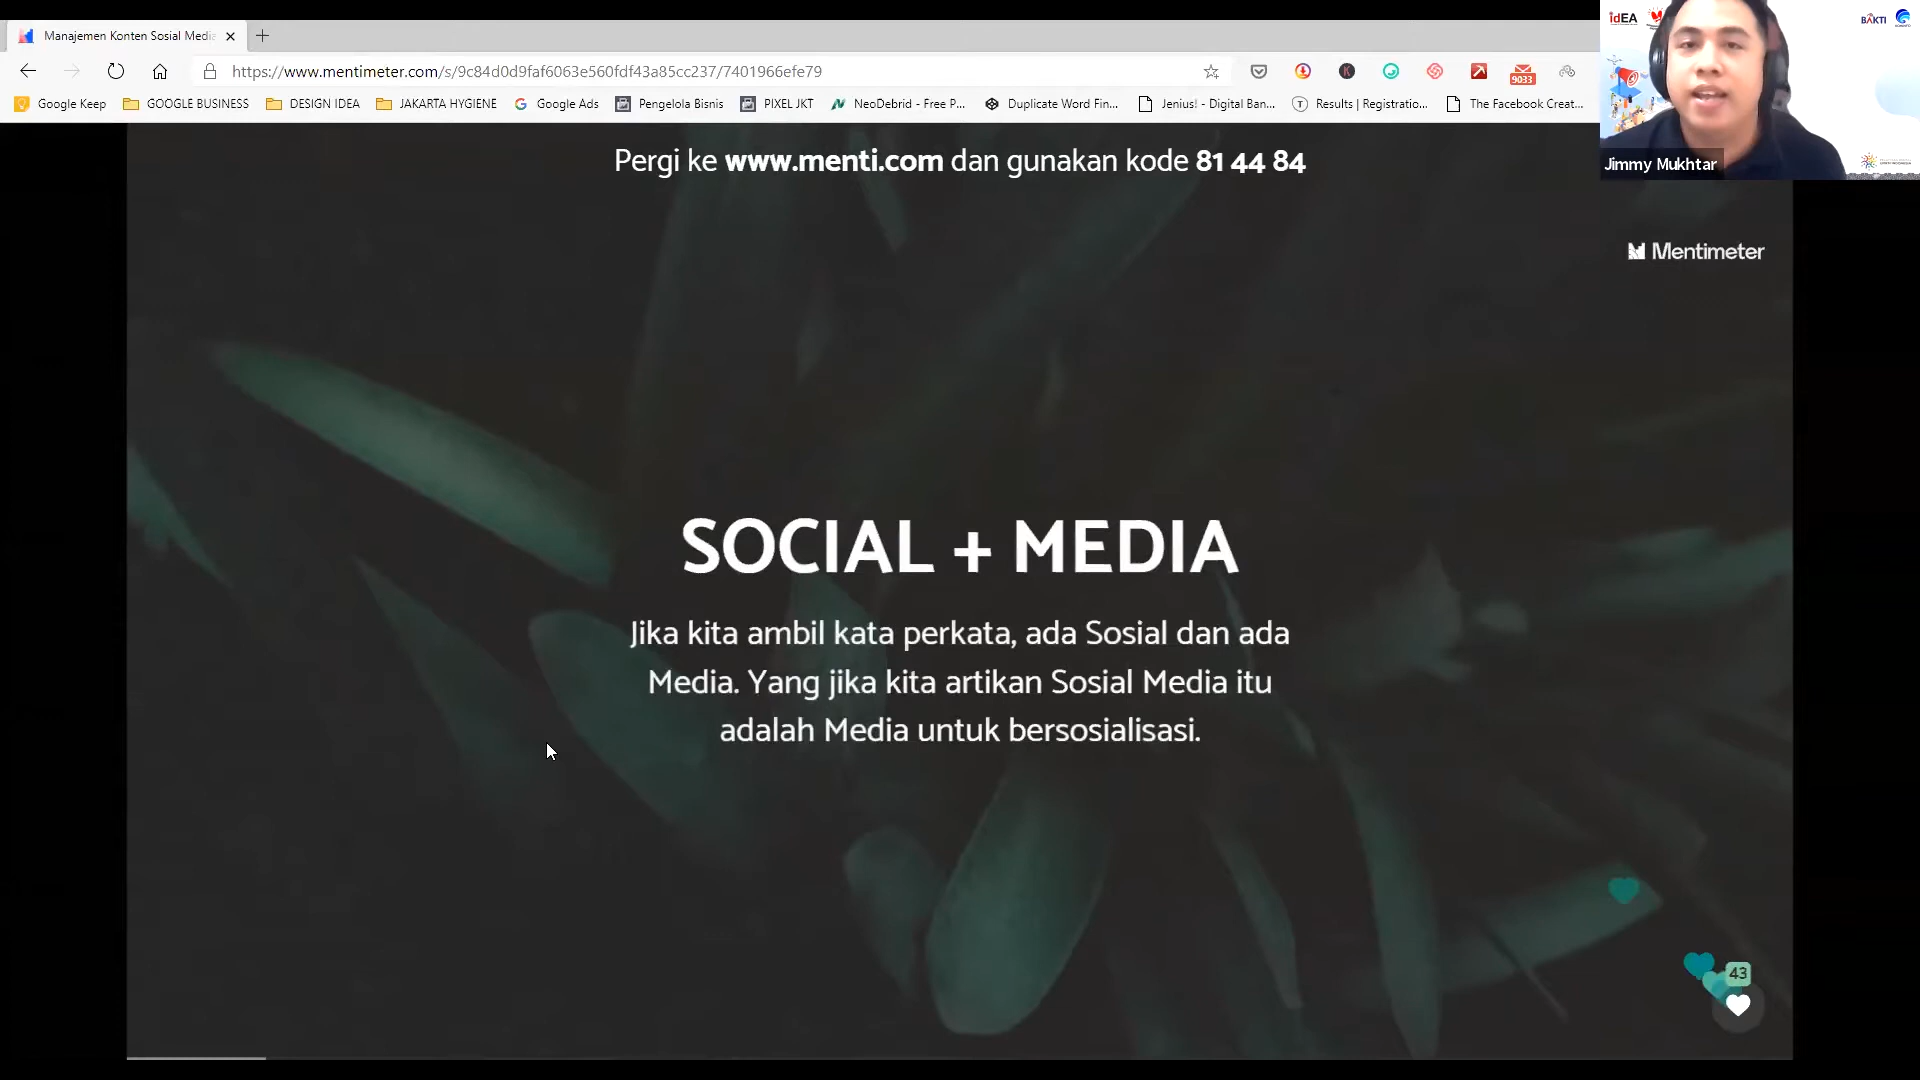 Manajemen Konten Sosial Media
https://www.mentimeter.com/s/9c84d0d9faf6063e560fdf43a85cc237/7401966efe79
9033
Google Keep GOOGLE BUSINESS DESIGN IDEA JAKARTA HYGIENE Google Ads Pengelola Bisnis PIXEL JKT NeoDebrid - Free P... Duplicate Word Fin... Jenius! - Digital Ban... Results | Registratio... The Facebook Creat...
idEA
BAKTI
Jimmy Mukhtar
Pergi ke www.menti.com dan gunakan kode 81 44 84
Mentimeter
SOCIAL + MEDIA
Jika kita ambil kata perkata, ada Sosial dan ada
Media. Yang jika kita artikan Sosial Media itu
adalah Media untuk bersosialisasi.
43